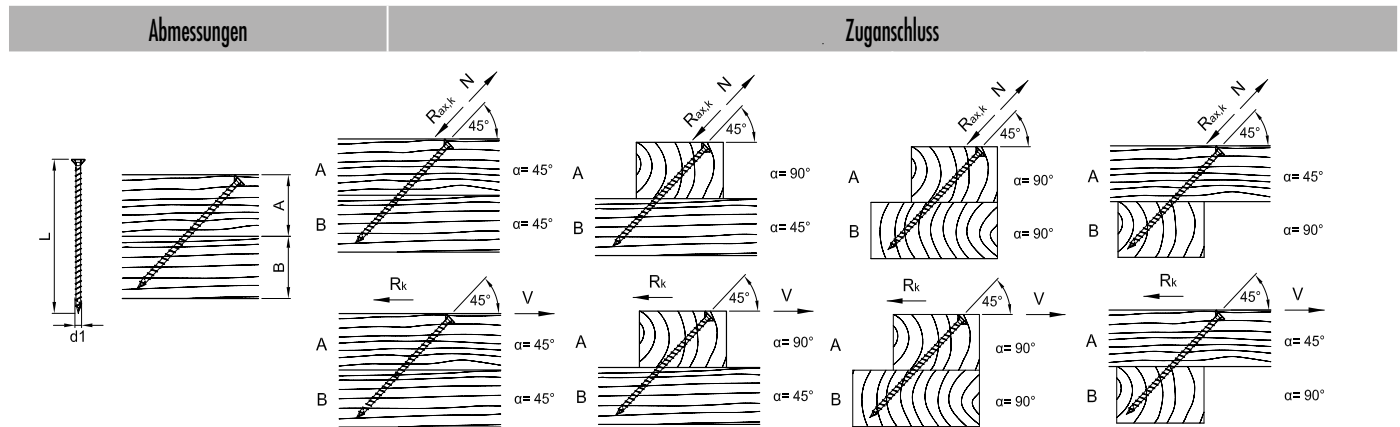 Abmessungen
Zuganschluss
L
d1
A
B
Rax,k N
45°
A α= 45°
B α= 45°
Rax,k N
45°
A α= 90°
B α= 45°
Rax,k N
45°
A α= 90°
B α= 90°
Rax,k N
45°
A α= 45°
B α= 90°
Rk 45° V
A α= 45°
B α= 45°
Rk 45° V
A α= 90°
B α= 45°
Rk 45° V
A α= 90°
B α= 90°
Rk 45° V
A α= 45°
B α= 90°